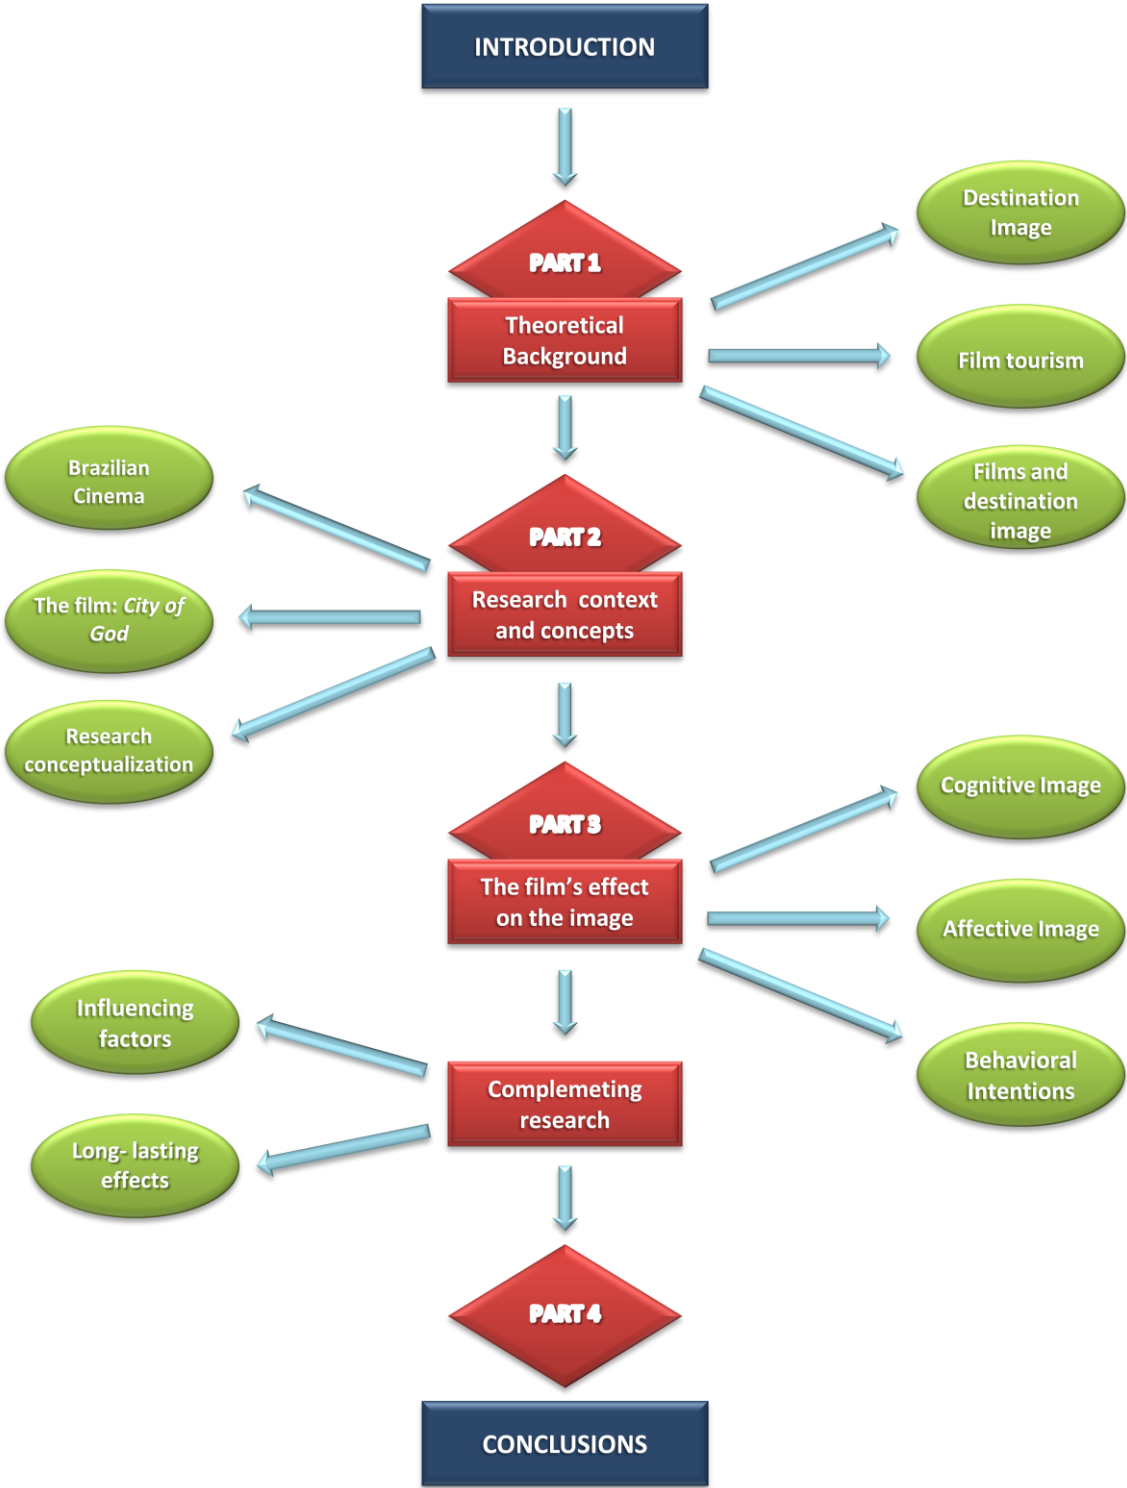 INTRODUCTION
PART 1
Theoretical
Background
Destination
Image
Film tourism
Films and
destination
image
PART 2
Research context
and concepts
Brazilian
Cinema
The film: City of
God
Research
conceptualization
PART 3
The film's effect
on the image
Cognitive Image
Affective Image
Behavioral
Intentions
Complemeting
research
Influencing
factors
Long- lasting
effects
PART 4
CONCLUSIONS